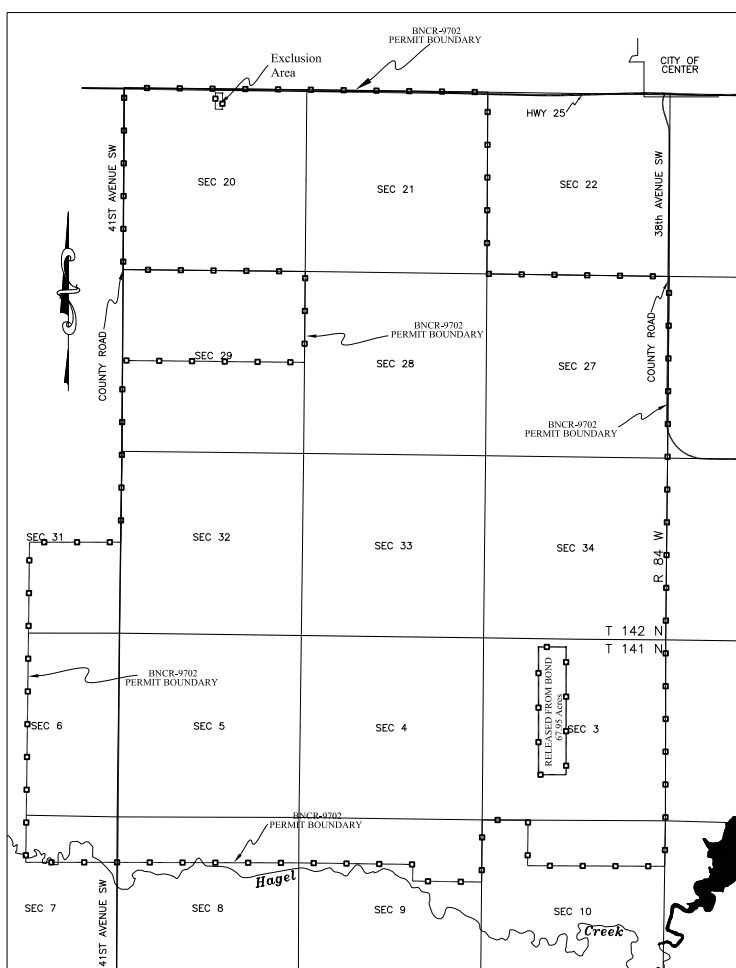 BNCR-9702
PERMIT BOUNDARY
Exclusion
Area
CITY OF
CENTER
HWY 25
41ST AVENUE SW
SEC 20
SEC 21
SEC 22
38th AVENUE SW
COUNTY ROAD
BNCR-9702
PERMIT BOUNDARY
COUNTY ROAD
SEC 29
SEC 28
SEC 27
BNCR-9702
PERMIT BOUNDARY
SEC 31
SEC 32
SEC 33
SEC 34
R 84 W
T 142 N
T 141 N
BNCR-9702
PERMIT BOUNDARY
RELEASED FROM BOND
67.95 Acres
SEC 6
SEC 5
SEC 4
SEC 3
BNCR-9702
PERMIT BOUNDARY
Hagel
SEC 7
41ST AVENUE SW
SEC 8
SEC 9
SEC 10
Creek